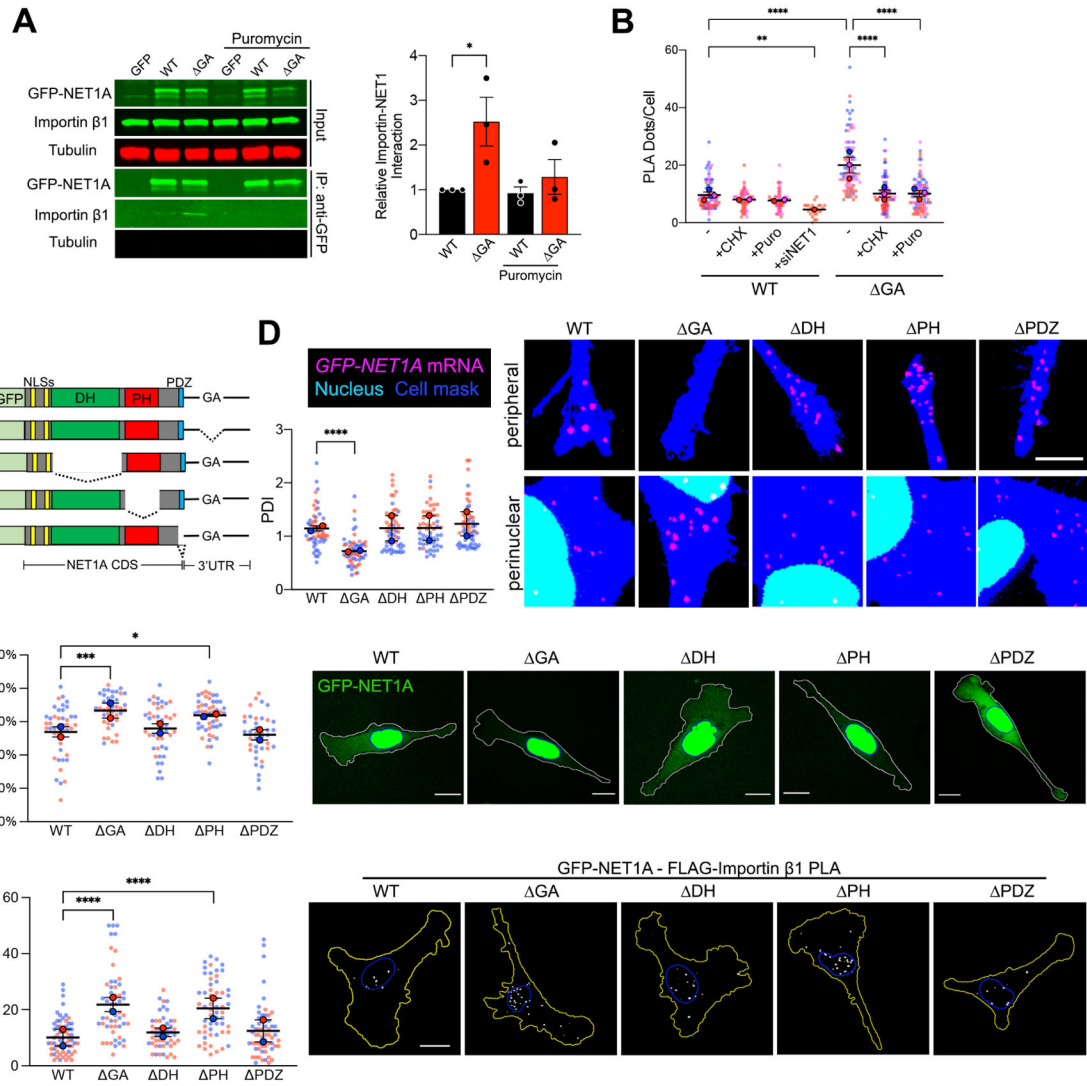 A
Puromycin
GFP
WT
ΔGA
GFP
WT
ΔGA
GFP-NET1A
Importin β1
Tubulin
Input
GFP-NET1A
Importin β1
Tubulin
IP: anti-GFP
Relative Importin-NET1
Interaction
4
3
2
1
0
*
WT
ΔGA
WT
ΔGA
Puromycin
B
PLA Dots/Cell
60
40
20
0
****
****
**
****
-
+CHX
+Puro
+siNET1
-
+CHX
+Puro
WT
ΔGA
NLSs
PDZ
GFP
DH
PH
GA
GA
GA
GA
NET1A CDS
3'UTR
D
GFP-NET1A mRNA
Nucleus Cell mask
PDI
3
2
1
0
****
WT
ΔGA
ΔDH
ΔPH
ΔPDZ
WT
ΔGA
ΔDH
ΔPH
ΔPDZ
peripheral
perinuclear
0%
0%
0%
0%
0%
0%
*
***
WT
ΔGA
ΔDH
ΔPH
ΔPDZ
WT
ΔGA
ΔDH
ΔPH
ΔPDZ
GFP-NET1A
60
40
20
0
****
****
WT
ΔGA
ΔDH
ΔPH
ΔPDZ
GFP-NET1A - FLAG-Importin β1 PLA
WT
ΔGA
ΔDH
ΔPH
ΔPDZ